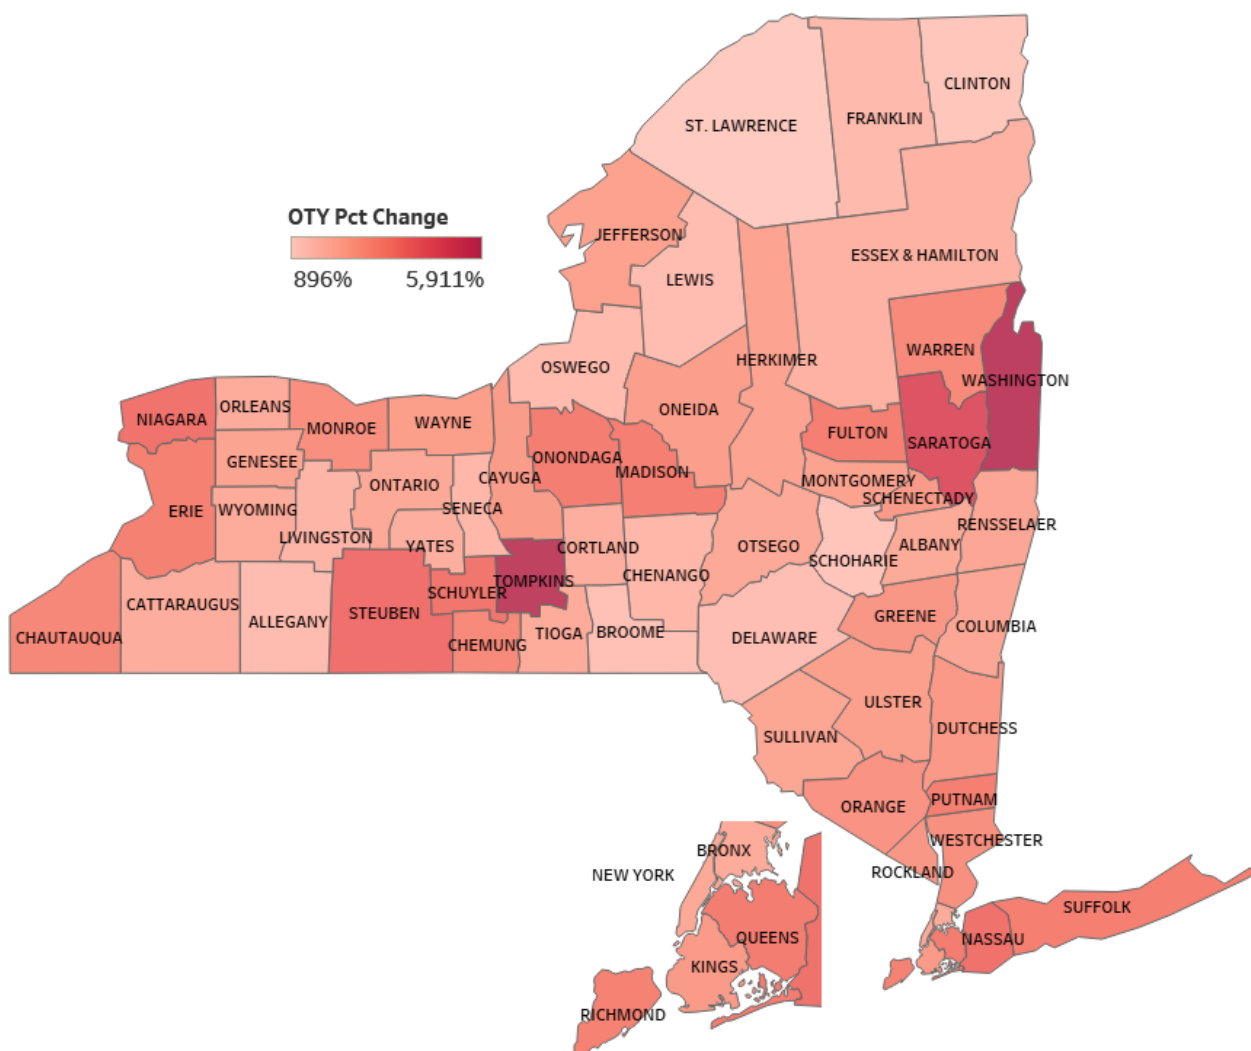 CLINTON
FRANKLIN
ST. LAWRENCE
OTY Pct Change
896% 5,911%
JEFFERSON
ESSEX & HAMILTON
LEWIS
WARREN
HERKIMER
OSWEGO
WASHINGTON
ORLEANS
ONEIDA
NIAGARA
WAYNE
MONROE
FULTON
SARATOGA
ONONDAGA
GENESEE
MADISON
CAYUGA
MONTGOMERY
ONTARIO
SCHENECTADY
SENECA
ERIE
WYOMING
RENSSELAER
LIVINGSTON
ALBANY
YATES
CORTLAND
OTSEGO
SCHOHARIE
CHENANGO
TOMPKINS
SCHUYLER
CATTARAUGUS
STEUBEN
GREENE
ALLEGANY
COLUMBIA
BROOME
TIOGA
CHAUTAUQUA
DELAWARE
CHEMUNG
ULSTER
DUTCHESS
SULLIVAN
PUTNAM
ORANGE
WESTCHESTER
BRONX
ROCKLAND
NEW YORK
SUFFOLK
QUEENS
NASSAU
KINGS
RICHMOND